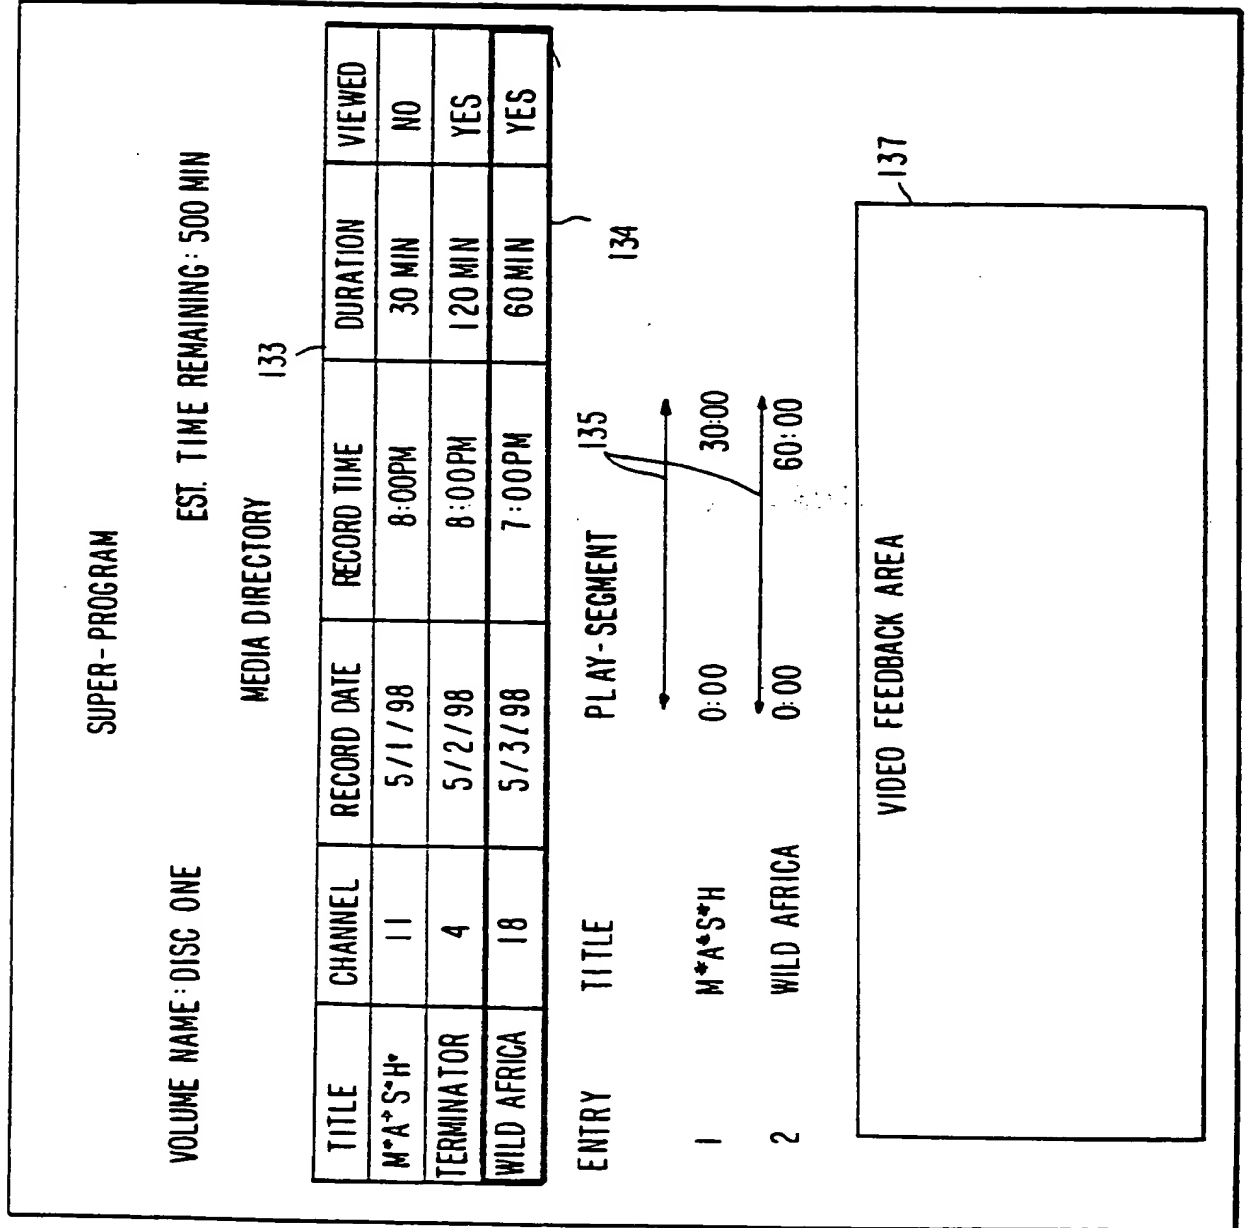 SUPER-PROGRAM
VOLUME NAME: DISC ONE EST. TIME REMAINING: 500 MIN
MEDIA DIRECTORY
133
TITLE CHANNEL RECORD DATE RECORD TIME DURATION VIEWED
M*A*S*H* 11 5/1/98 8:00PM 30 MIN NO
TERMINATOR 4 5/2/98 8:00PM 120 MIN YES
WILD AFRICA 18 5/3/98 7:00PM 60 MIN YES
134
ENTRY TITLE PLAY-SEGMENT 135
1 M*A*S*H 0:00 30:00
2 WILD AFRICA 0:00 60:00
137
VIDEO FEEDBACK AREA